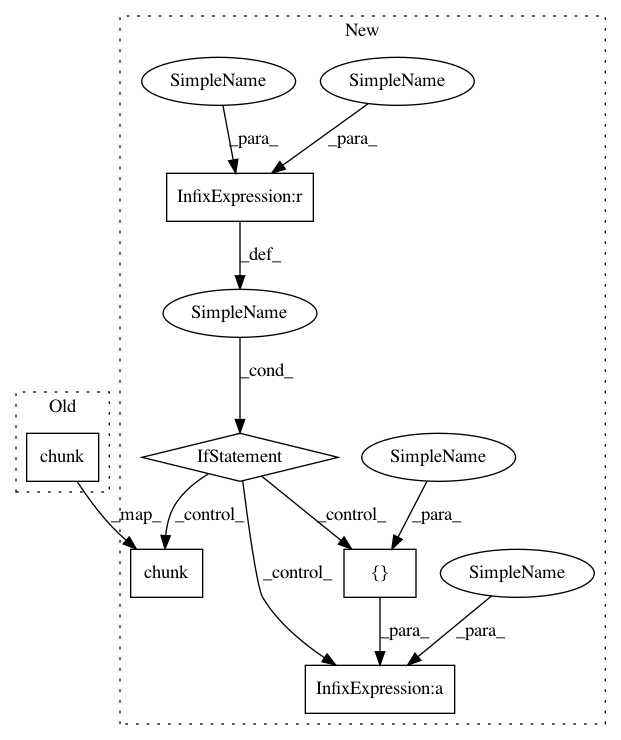 New
SimpleName
SimpleName
_para_
_para_
InfixExpression:r
_def_
SimpleName
_cond_
Old
chunk
IfStatement
SimpleName
_map_
_control_
_control_
_para_
chunk
_control_
{}
SimpleName
_para_
_para_
InfixExpression:a